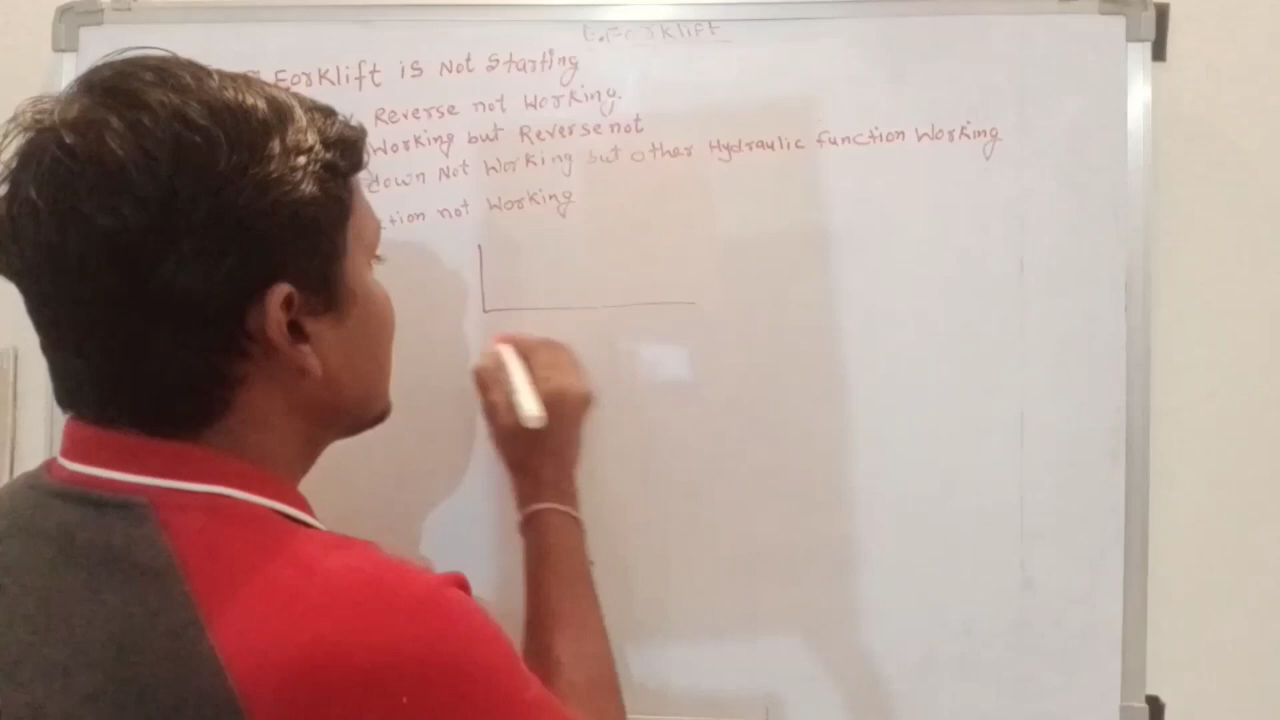 E.Forklift
Forklift is Not Starting
Reverse not Working.
Working but Reverse not
down Not Working but other Hydraulic function Working
tion not Working